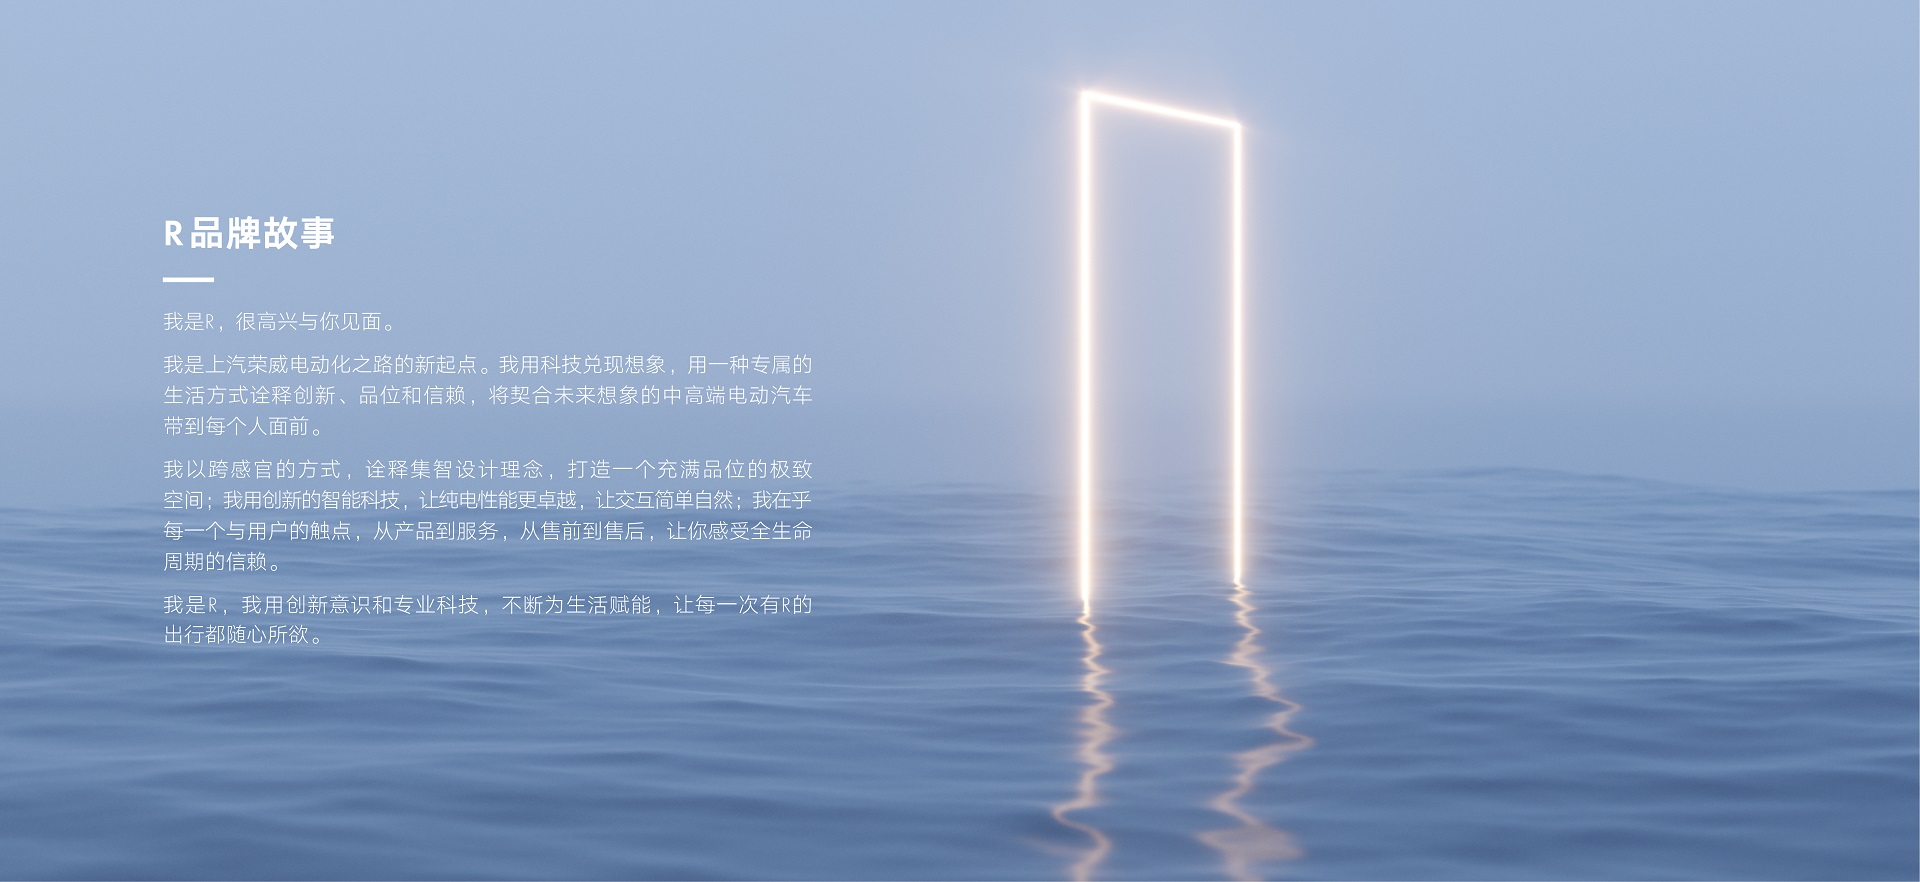 R品牌故事
我是R，很高兴与你见面。
我是上汽荣威电动化之路的新起点。我用科技兑现想象，用一种专属的
生活方式诠释创新、品位和信赖，将契合未来想象的中高端电动汽车
带到每个人面前。
我以跨感官的方式，诠释集智设计理念，打造一个充满品位的极致
空间；我用创新的智能科技，让纯电性能更卓越，让交互简单自然；我在乎
每一个与用户的触点，从产品到服务，从售前到售后，让你感受全生命
周期的信赖。
我是R，我用创新意识和专业科技，不断为生活赋能，让每一次有R的
出行都随心所欲。